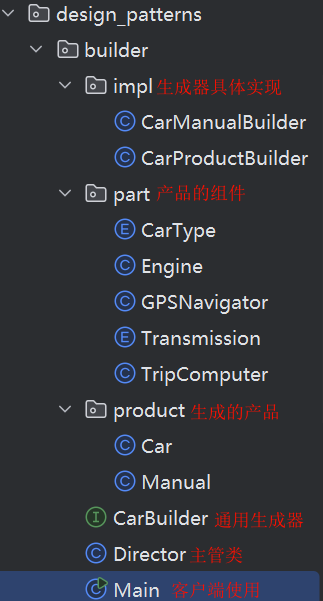 design_patterns
builder
impl 生成器具体实现
CarManualBuilder
CarProductBuilder
part 产品的组件
CarType
Engine
GPSNavigator
Transmission
TripComputer
product 生成的产品
Car
Manual
CarBuilder 通用生成器
Director 主管类
Main 客户端使用